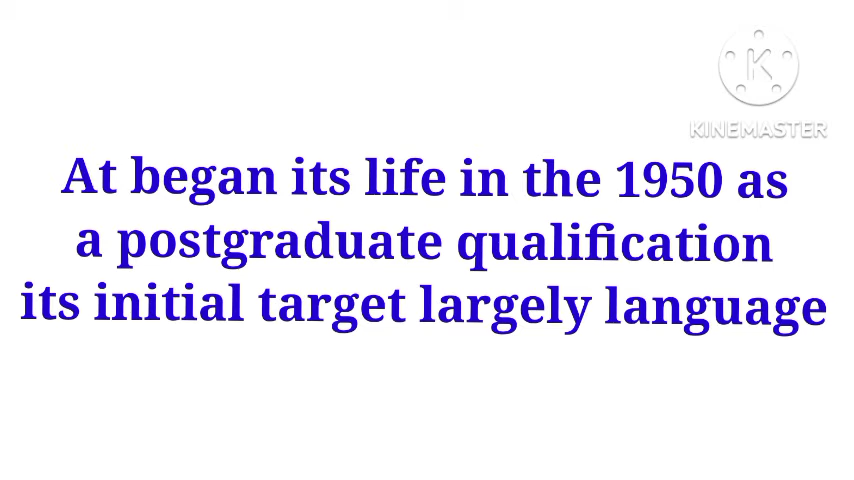 KINEMASTER
At began its life in the 1950 as
a postgraduate qualification
its initial target largely language